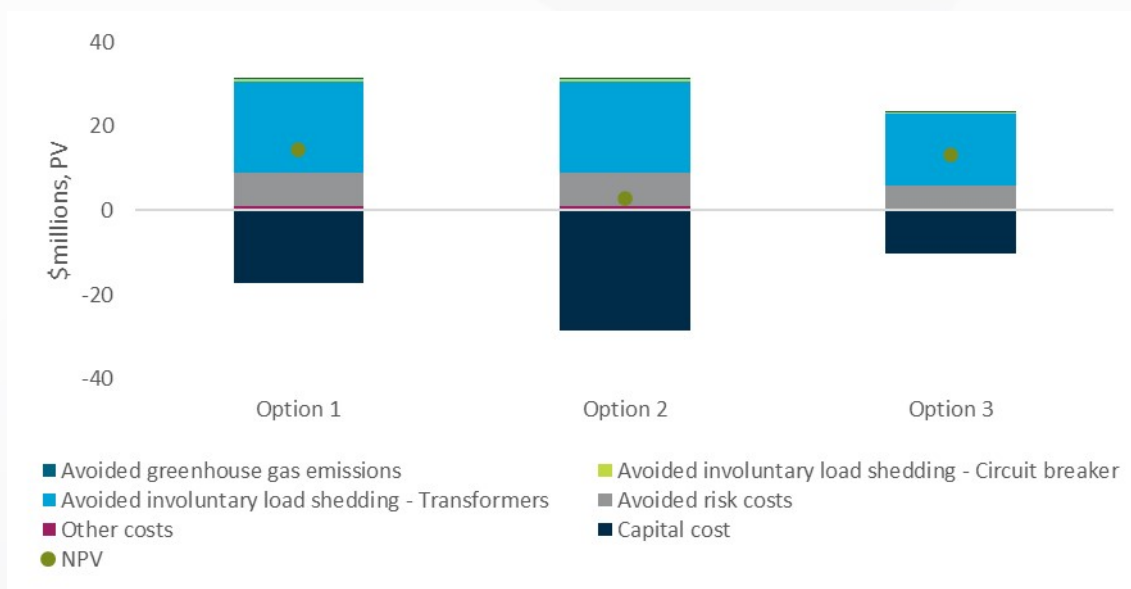 40
20
0
-20
-40
$millions, PV
Option 1 Option 2 Option 3
Avoided greenhouse gas emissions Avoided involuntary load shedding - Circuit breaker
Avoided involuntary load shedding - Transformers Avoided risk costs
Other costs Capital cost
NPV